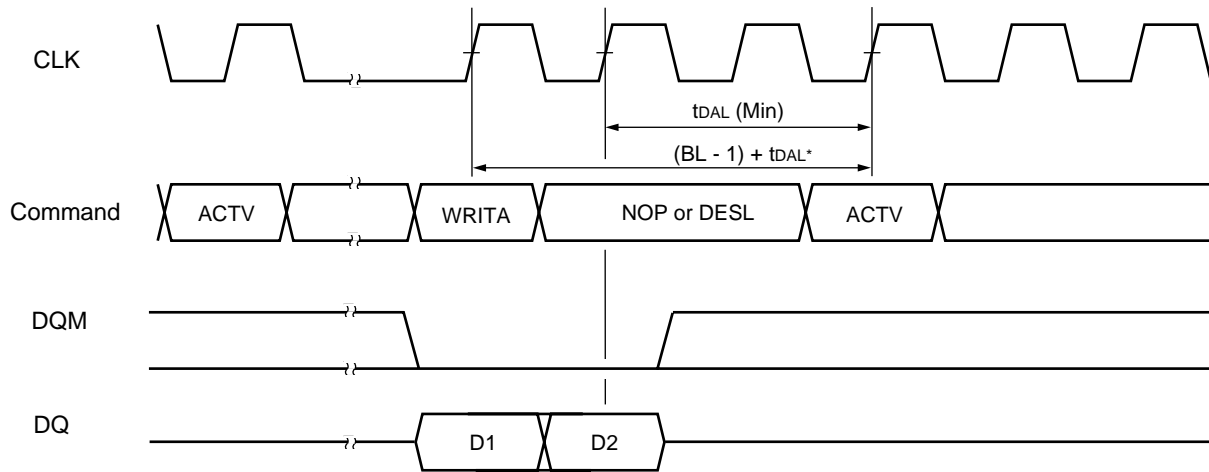 CLK
tDAL (Min)
(BL - 1) + tDAL*
Command
ACTV
WRITA
NOP or DESL
ACTV
DQM
DQ
D1
D2